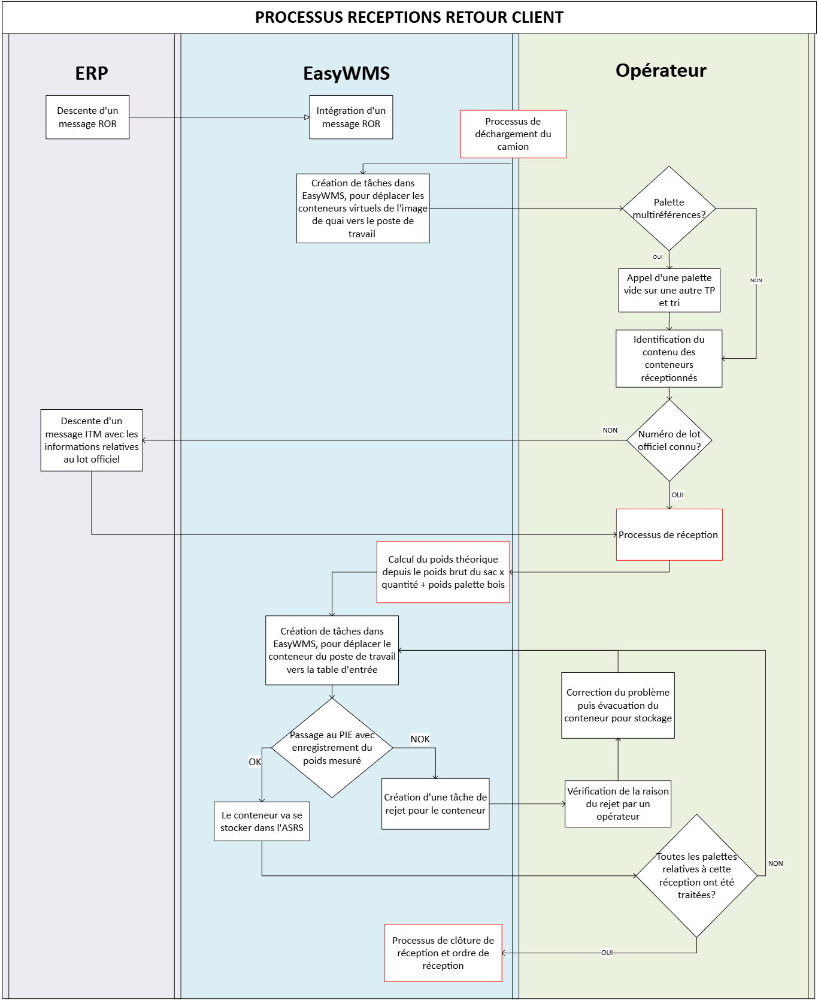 PROCESSUS RECEPTIONS RETOUR CLIENT
ERP
EasyWMS
Opérateur
Descente d'un
message ROR
Intégration d'un
message ROR
Processus de
déchargement du
camion
Création de tâches dans
EasyWMS, pour déplacer les
conteneurs virtuels de l'image
de quai vers le poste de
travail
Palette
multiréférences?
OUI
NON
Appel d'une palette
vide sur une autre TP
et tri
Identification du
contenu des
conteneurs
réceptionnés
Numéro de lot
officiel connu?
NON
OUI
Descente d'un
message ITM avec les
informations relatives
au lot officiel
Processus de réception
Calcul du poids théorique
depuis le poids brut du sac x
quantité + poids palette bois
Création de tâches dans
EasyWMS, pour déplacer le
conteneur du poste de travail
vers la table d'entrée
Passage au PIE avec
enregistrement du
poids mesuré
OK
NOK
Le conteneur va se
stocker dans l'ASRS
Création d'une tâche de
rejet pour le conteneur
Vérification de la raison
du rejet par un
opérateur
Correction du problème
puis évacuation du
conteneur pour stockage
Toutes les palettes
relatives à cette
réception ont été
traitées?
NON
OUI
Processus de clôture de
réception et ordre de
réception